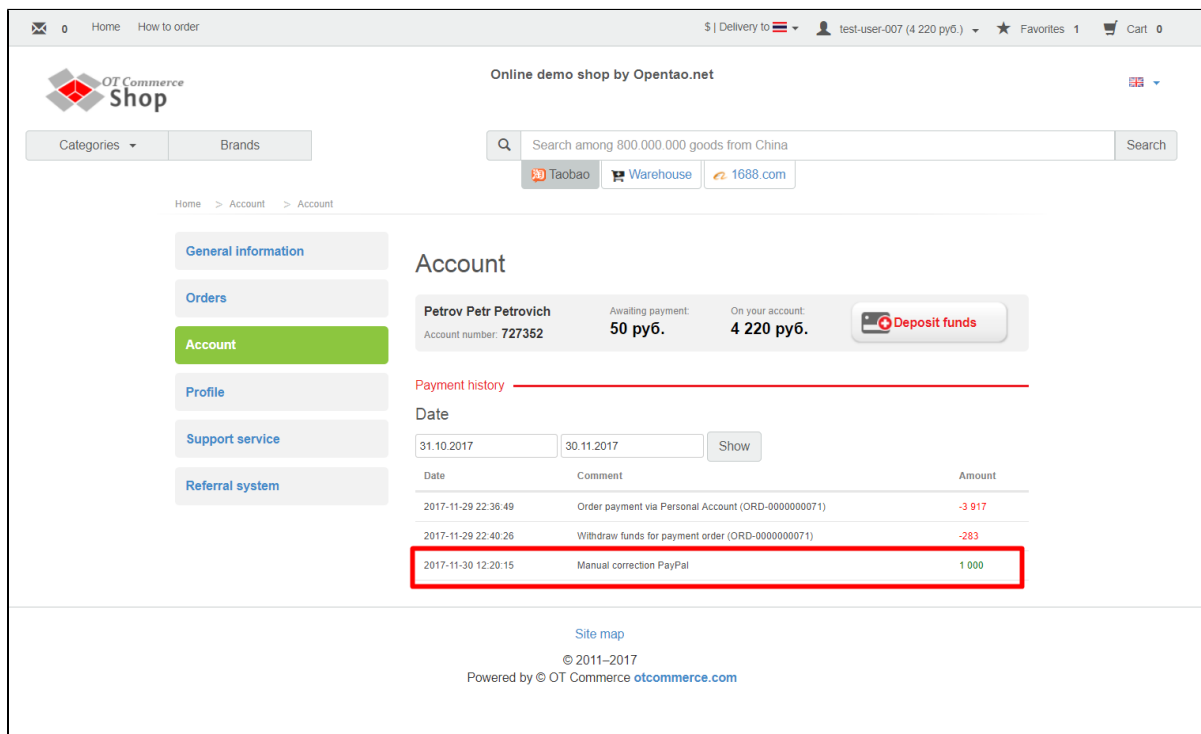 0 Home How to order $ | Delivery to test-user-007 (4 220 руб.) Favorites 1 Cart 0
OT Commerce
Shop
Online demo shop by Opentao.net
Categories Brands Search among 800.000.000 goods from China Search
Taobao Warehouse 1688.com
Home > Account > Account
General information
Orders
Account
Profile
Support service
Referral system
Account
Petrov Petr Petrovich
Account number: 727352
Awaiting payment:
50 руб.
On your account:
4 220 руб.
Deposit funds
Payment history
Date
31.10.2017 30.11.2017 Show
Date Comment Amount
2017-11-29 22:36:49 Order payment via Personal Account (ORD-0000000071) -3 917
2017-11-29 22:40:26 Withdraw funds for payment order (ORD-0000000071) -283
2017-11-30 12:20:15 Manual correction PayPal 1 000
Site map
© 2011–2017
Powered by © OT Commerce otcommerce.com